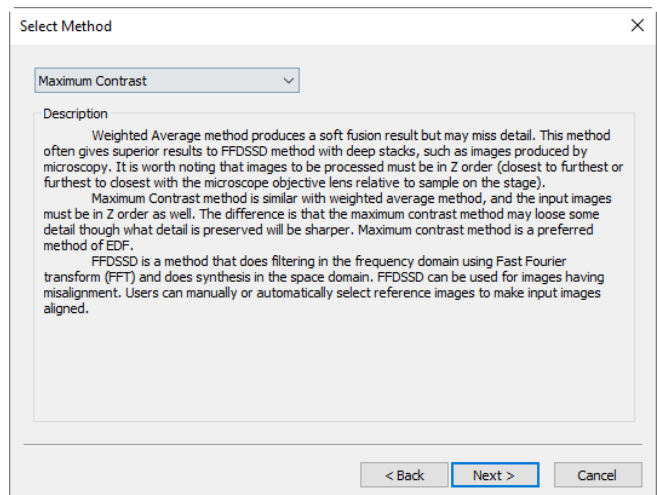 Select Method
Maximum Contrast
Description
Weighted Average method produces a soft fusion result but may miss detail. This method
often gives superior results to FFDSSD method with deep stacks, such as images produced by
microscopy. It is worth noting that images to be processed must be in Z order (closest to furthest or
furthest to closest with the microscope objective lens relative to sample on the stage).
Maximum Contrast method is similar with weighted average method, and the input images
must be in Z order as well. The difference is that the maximum contrast method may loose some
detail though what detail is preserved will be sharper. Maximum contrast method is a preferred
method of EDF.
FFDSSD is a method that does filtering in the frequency domain using Fast Fourier
transform (FFT) and does synthesis in the space domain. FFDSSD can be used for images having
misalignment. Users can manually or automatically select reference images to make input images
aligned.
< Back Next > Cancel